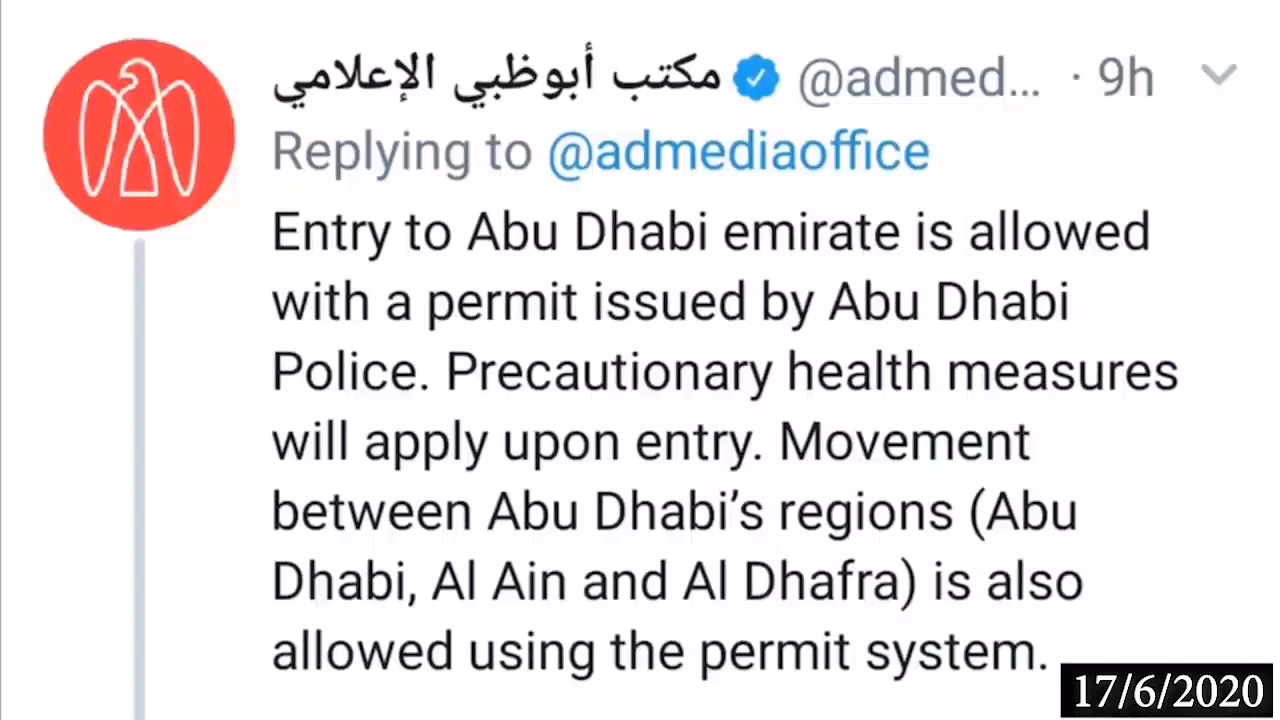 مكتب أبوظبي الإعلامي @admed... · 9h
Replying to @admediaoffice
Entry to Abu Dhabi emirate is allowed
with a permit issued by Abu Dhabi
Police. Precautionary health measures
will apply upon entry. Movement
between Abu Dhabi’s regions (Abu
Dhabi, Al Ain and Al Dhafra) is also
allowed using the permit system.
17/6/2020